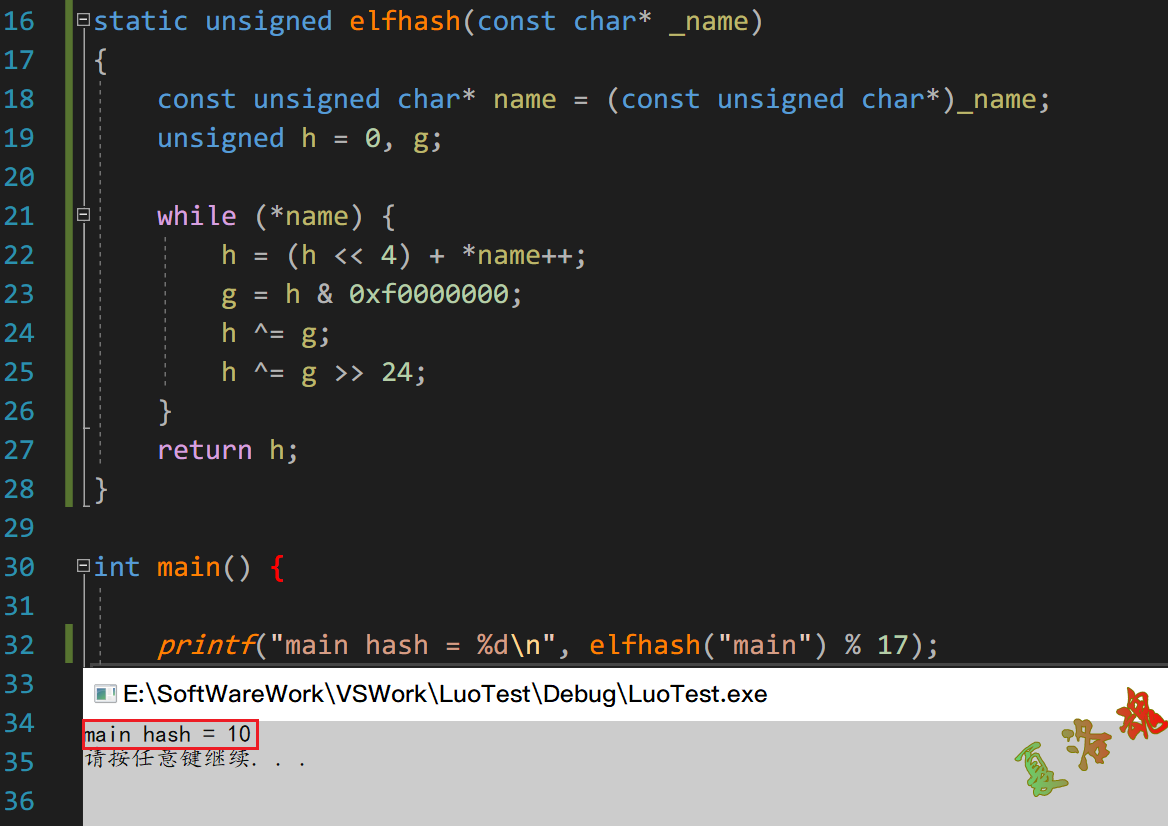 16 static unsigned elfhash(const char* _name)
17 {
18     const unsigned char* name = (const unsigned char*)_name;
19     unsigned h = 0, g;
20
21     while (*name) {
22         h = (h << 4) + *name++;
23         g = h & 0xf0000000;
24         h ^= g;
25         h ^= g >> 24;
26     }
27     return h;
28 }
29
30 int main() {
31
32     printf("main hash = %d\n", elfhash("main") % 17);
33 E:\SoftWareWork\VSWork\LuoTest\Debug\LuoTest.exe
34 main hash = 10
35 请按任意键继续. . .
36